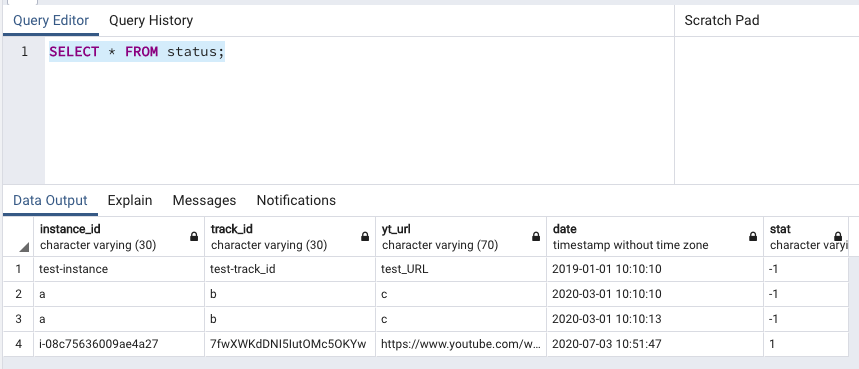 Query Editor Query History Scratch Pad
1 SELECT * FROM status;
Data Output Explain Messages Notifications
instance_id track_id yt_url date stat
character varying (30) character varying (30) character varying (70) timestamp without time zone character varyi
1 test-instance test-track_id test_URL 2019-01-01 10:10:10 -1
2 a b c 2020-03-01 10:10:10 -1
3 a b c 2020-03-01 10:10:13 -1
4 i-08c75636009ae4a27 7fwXWKdDNI5IutOMc5OKYw https://www.youtube.com/w... 2020-07-03 10:51:47 1